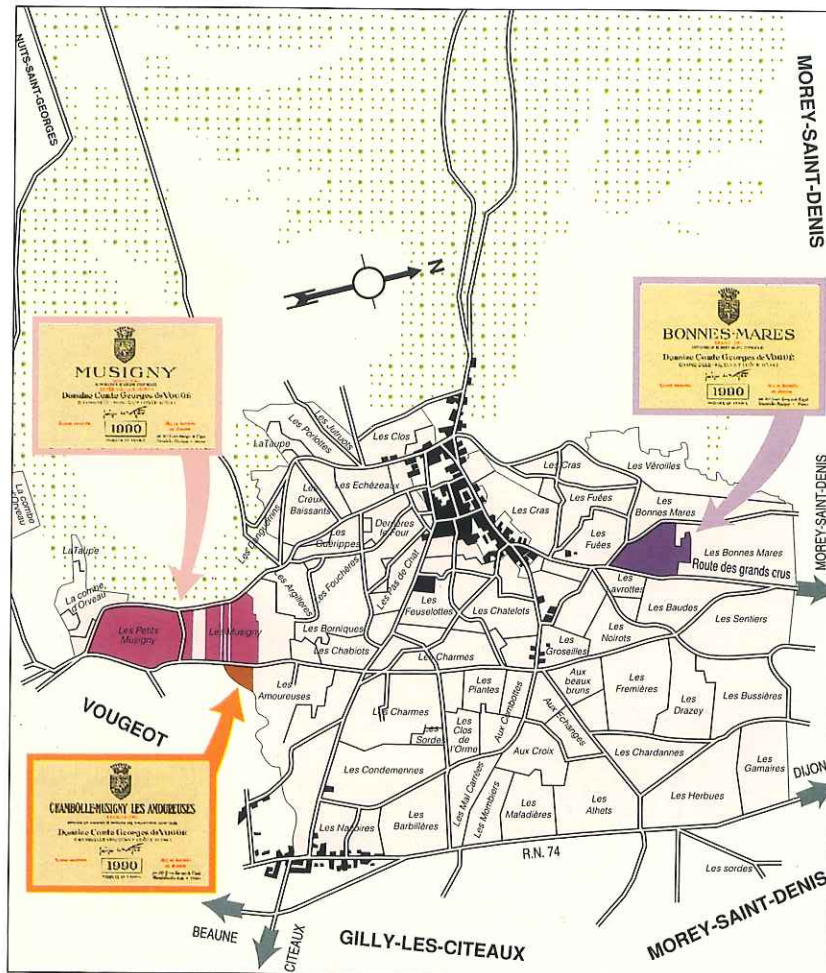 NUITS-SAINT-GEORGES
MOREY-SAINT-DENIS
N
MUSIGNY
Domaine Comte Georges de VOGÜÉ
1990
BONNES-MARES
Domaine Comte Georges de VOGÜÉ
1990
La combe d'Orveau
La Taupe
La combe d'Orveau
La Taupe
Les Porlottes
Les Jutruots
Les Clos
Les Creux Baissants
Les Echézeaux
Les Guérippes
Derrières le Four
Les Argillères
Les Fouchères
Les Pas de Chat
Les Cras
Les Cras
Les Véroilles
Les Fuées
Les Fuées
Les Bonnes Mares
Les Bonnes Mares
Route des grands crus
MOREY-SAINT-DENIS
Les Petits Musigny
Les Musigny
Les Borniques
Les Chabiots
Les Feuselottes
Les Chatelots
Les Lavrottes
Les Baudes
Les Sentiers
Les Noirots
Les Groseilles
Les Charmes
VOUGEOT
Les Amoureuses
Les Charmes
Les Sordes
Les Plantes
Les Clos de l'Orme
Aux Combottes
Aux beaux bruns
Aux Echanges
Les Fremières
Les Drazey
Les Bussières
Aux Croix
Les Chardannes
Les Gamaires
Les Condemennes
Les Mal Carrées
Les Mombiers
Les Maladières
Les Athets
Les Herbues
DIJON
CHAMBOLLE-MUSIGNY LES AMOUREUSES
Domaine Comte Georges de VOGÜÉ
1990
Les Barbillères
R.N. 74
Les sordes
BEAUNE
CITEAUX
GILLY-LES-CITEAUX
MOREY-SAINT-DENIS